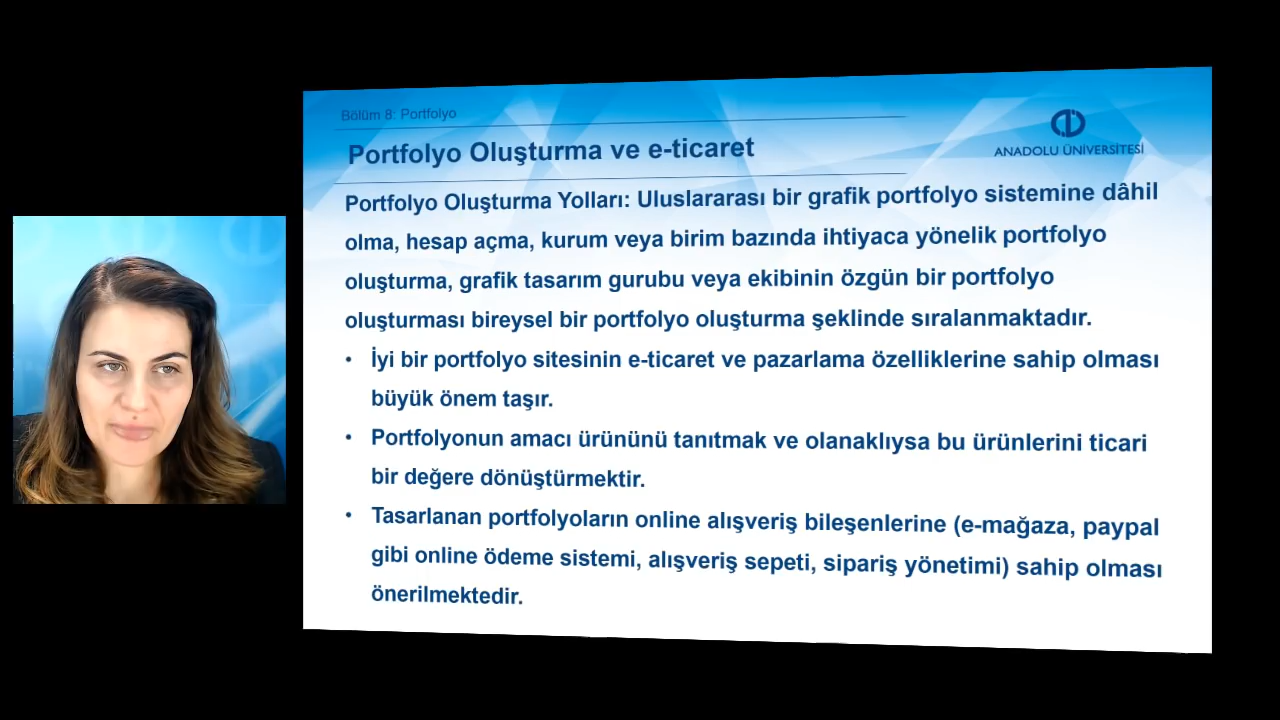 Bölüm 8: Portfolyo
Portfolyo Oluşturma ve e-ticaret
ANADOLU ÜNİVERSİTESİ
Portfolyo Oluşturma Yolları: Uluslararası bir grafik portfolyo sistemine dâhil
olma, hesap açma, kurum veya birim bazında ihtiyaca yönelik portfolyo
oluşturma, grafik tasarım gurubu veya ekibinin özgün bir portfolyo
oluşturması bireysel bir portfolyo oluşturma şeklinde sıralanmaktadır.
• İyi bir portfolyo sitesinin e-ticaret ve pazarlama özelliklerine sahip olması
büyük önem taşır.
• Portfolyonun amacı ürününü tanıtmak ve olanaklıysa bu ürünlerini ticari
bir değere dönüştürmektir.
• Tasarlanan portfolyoların online alışveriş bileşenlerine (e-mağaza, paypal
gibi online ödeme sistemi, alışveriş sepeti, sipariş yönetimi) sahip olması
önerilmektedir.